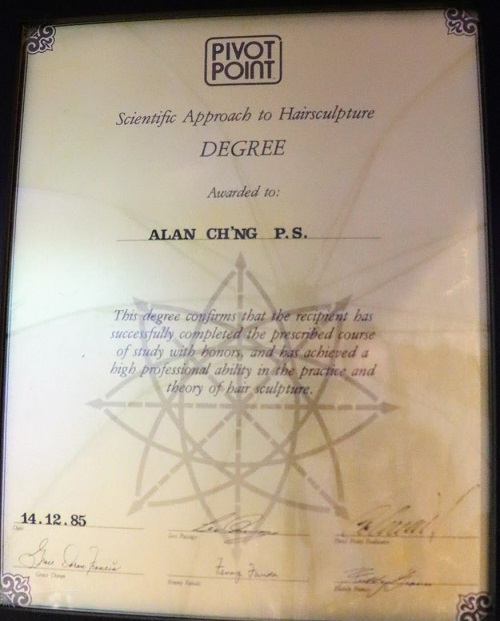 PIVOT
POINT
Scientific Approach to Hairsculpture
DEGREE
Awarded to:
ALAN CH'NG P.S.
This degree confirms that the recipient has
successfully completed the prescribed course
of study with honors, and has achieved a
high professional ability in the practice and
theory of hair sculpture.
14.12.85
Date